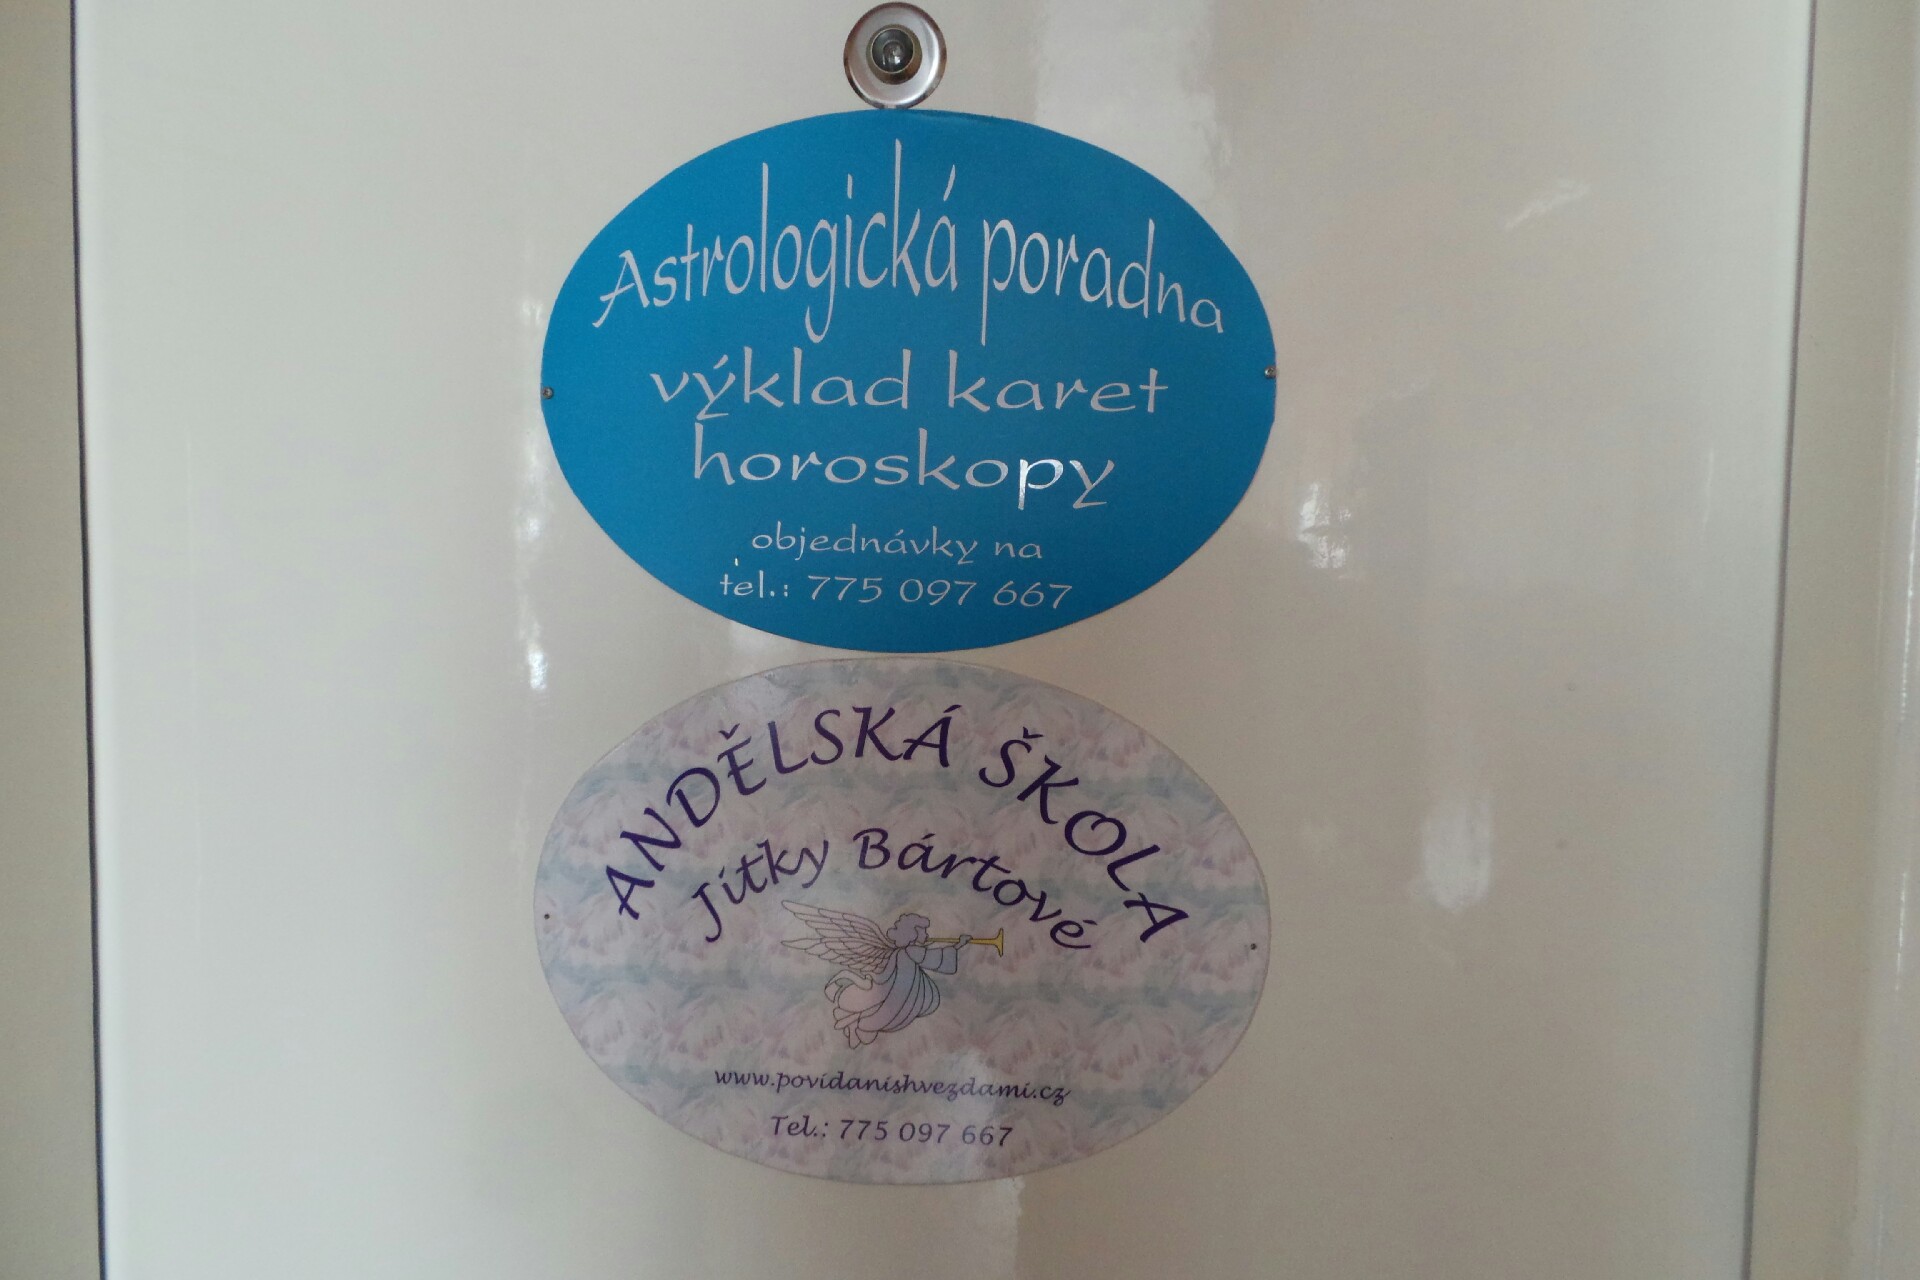 Astrologická poradna
výklad karet
horoskopy
objednávky na
tel.: 775 097 667
ANDĚLSKÁ ŠKOLA
Jitky Bártové
www.povidanishvezdami.cz
Tel.: 775 097 667